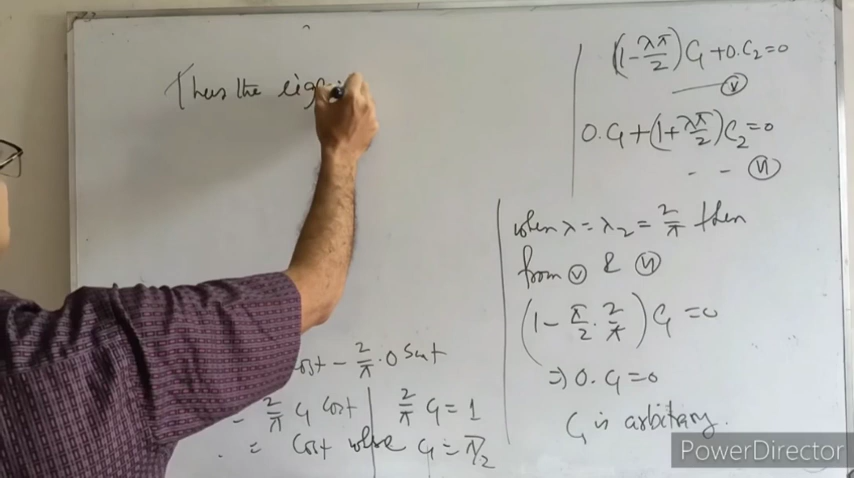 Thus the eige
(1-λπ/2)C₁+0.C₂=0
— (v)
0.C₁+(1+λπ/2)C₂=0
- - (vi)
when λ=λ₂=2/π then
from (v) & (vi)
(1-π/2.2/π)C₁=0
⇒0.C₁=0
C₁ is arbitrary.
cost-2/π.0 sint
= 2/π C₁ cost | 2/π C₁=1
= cost where C₁=π/2
PowerDirector